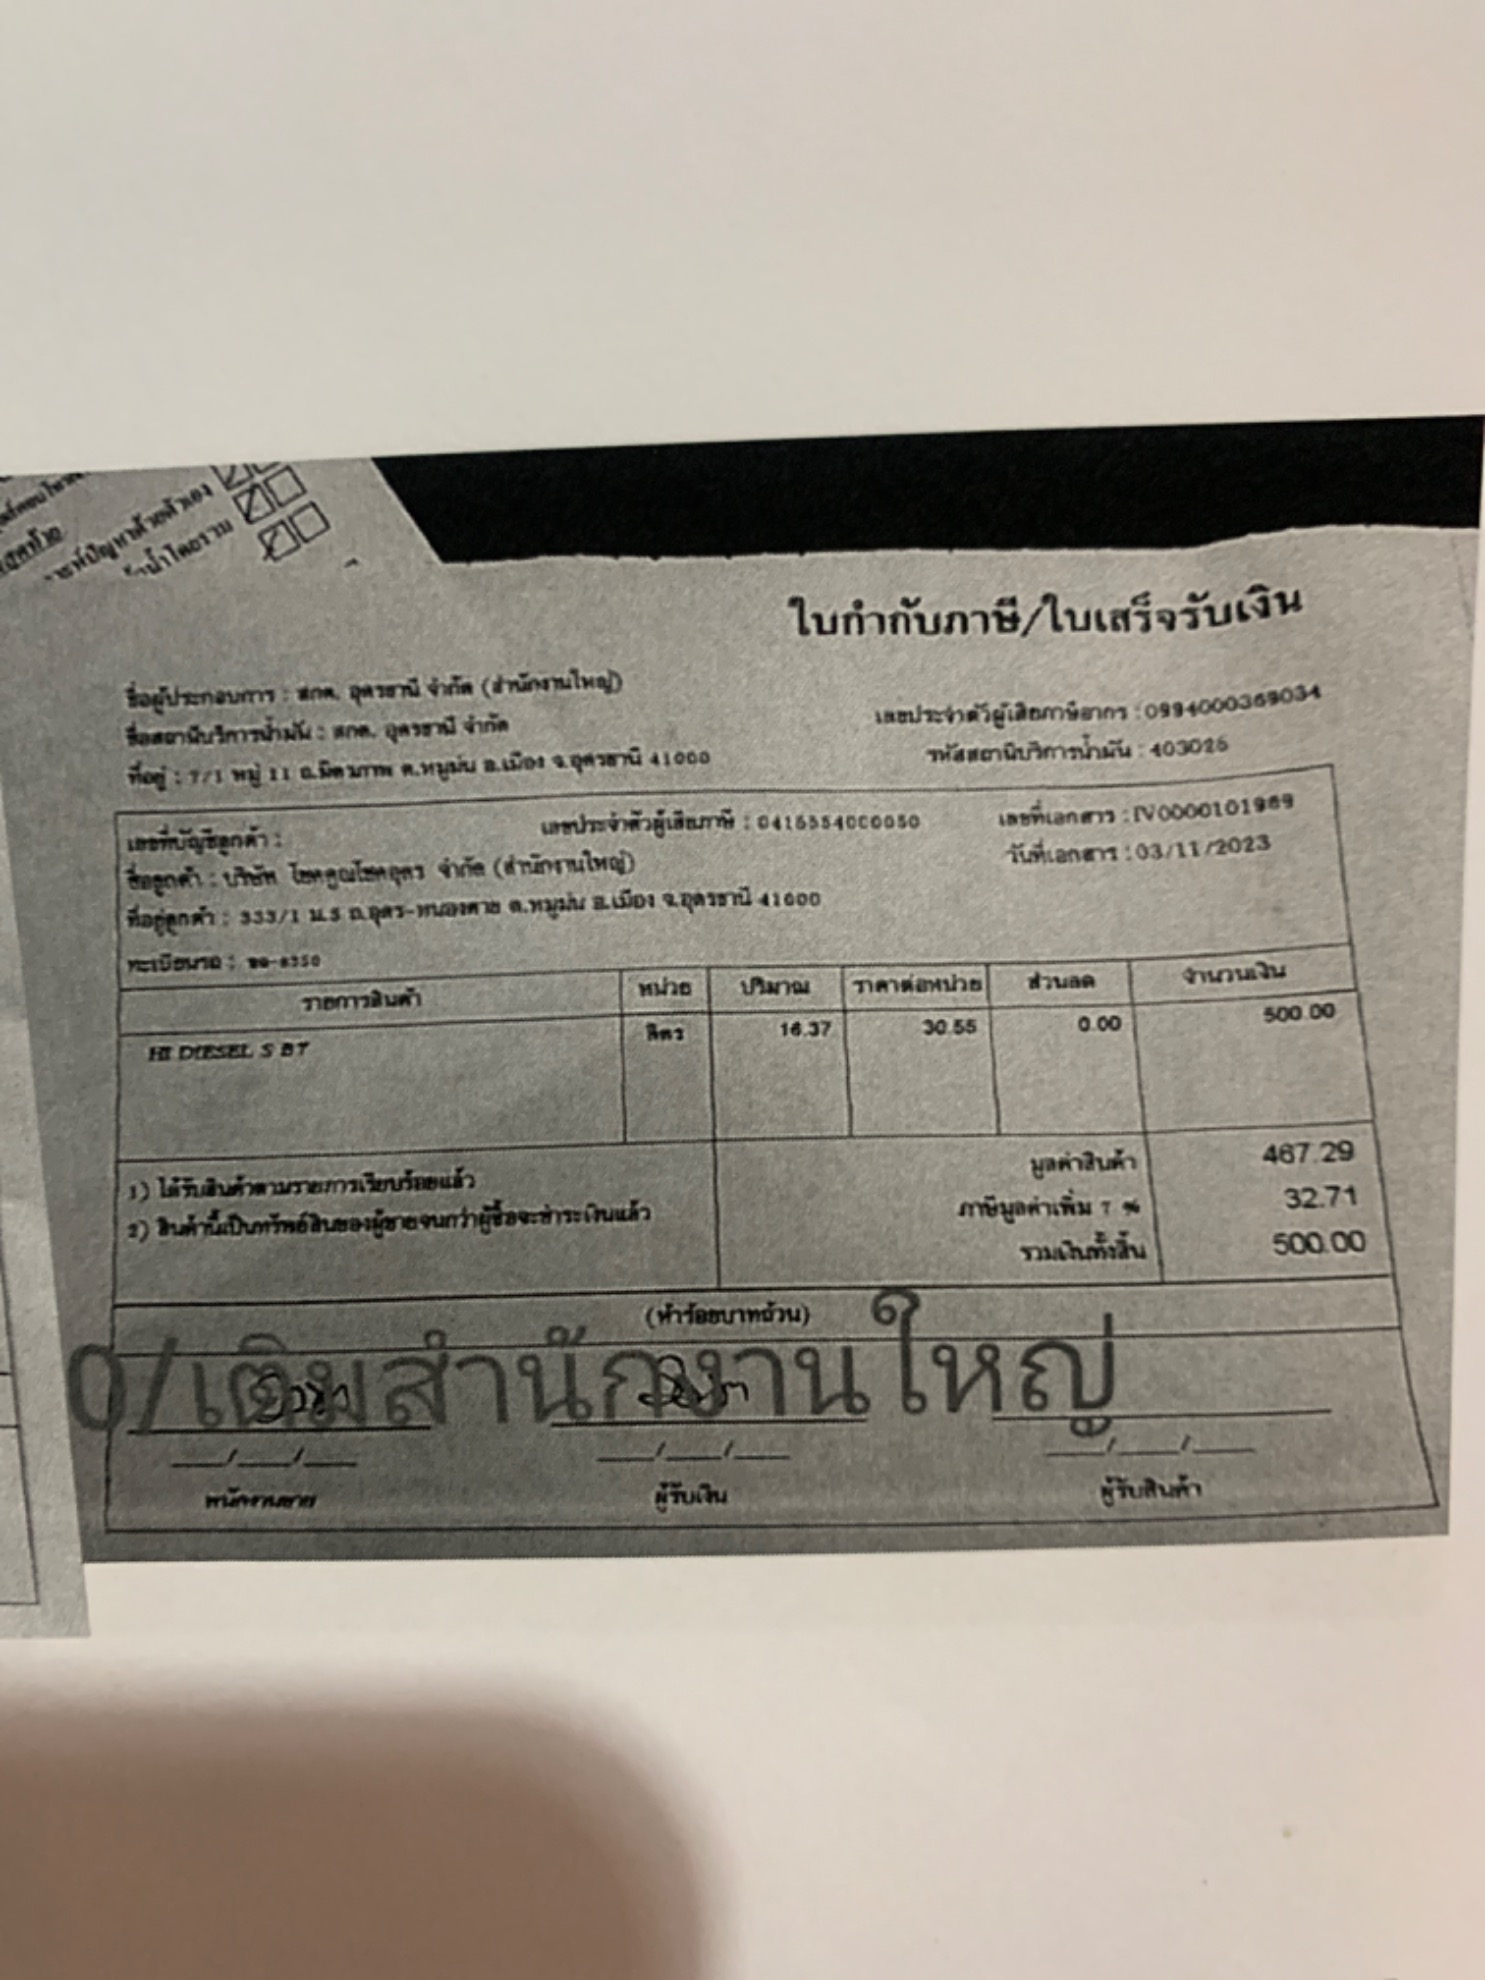 ใบกำกับภาษี/ใบเสร็จรับเงิน
ชื่อผู้ประกอบการ : สกต. อุดรธานี จำกัด (สำนักงานใหญ่)
ชื่อสถานีบริการน้ำมัน : สกต. อุดรธานี จำกัด
เลขประจำตัวผู้เสียภาษีอากร : 0994000369034
ที่อยู่ : 7/1 หมู่ 11 ถ.มิตรภาพ ต.หมูม่น อ.เมือง จ.อุดรธานี 41000
รหัสสถานีบริการน้ำมัน : 403025
เลขที่บัญชีลูกค้า : เลขประจำตัวผู้เสียภาษี : 0415554000050 เลขที่เอกสาร : IV0000101969
ชื่อลูกค้า : บริษัท โชคคูณโชคอุดร จำกัด (สำนักงานใหญ่) วันที่เอกสาร : 03/11/2023
ที่อยู่ลูกค้า : 333/1 ม.5 ถ.อุดร-หนองคาย ต.หมูม่น อ.เมือง จ.อุดรธานี 41000
ทะเบียนรถ :
รายการสินค้า หน่วย ปริมาณ ราคาต่อหน่วย ส่วนลด จำนวนเงิน
HI DIESEL S B7 ลิตร 16.37 30.55 0.00 500.00
1) ได้รับสินค้าตามรายการเรียบร้อยแล้ว
2) สินค้านี้เป็นทรัพย์สินของผู้ขายจนกว่าผู้ซื้อจะชำระเงินแล้ว
มูลค่าสินค้า 467.29
ภาษีมูลค่าเพิ่ม 7 % 32.71
รวมเงินทั้งสิ้น 500.00
(ห้าร้อยบาทถ้วน)
0/เติมสำนักงานใหญ่
พนักงานขาย ผู้รับเงิน ผู้รับสินค้า